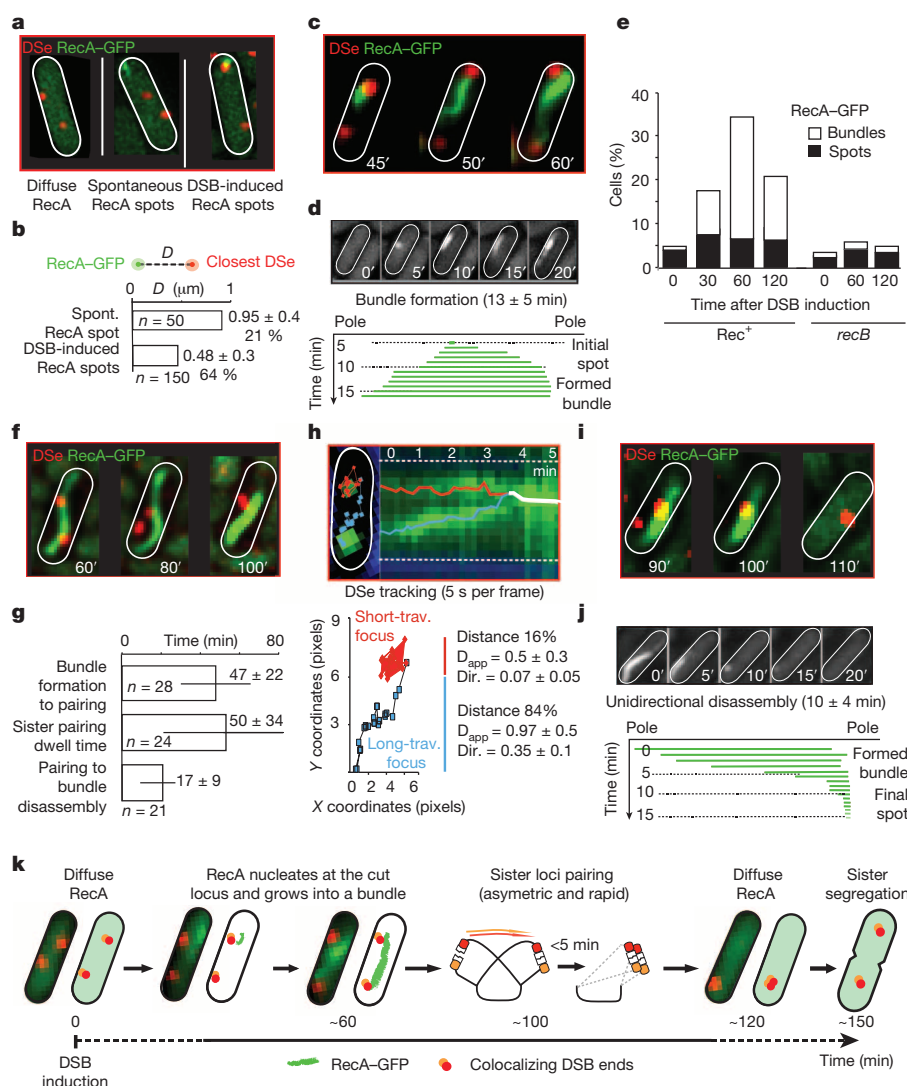 a
DSe RecA–GFP
Diffuse
RecA
Spontaneous
RecA spots
DSB-induced
RecA spots
b
RecA–GFP
D
Closest DSe
0 D (μm) 1
Spont.
RecA spot
n = 50
0.95 ± 0.4
21 %
DSB-induced
RecA spots
n = 150
0.48 ± 0.3
64 %
c
DSe RecA–GFP
45′ 50′ 60′
d
0′ 5′ 10′ 15′ 20′
Bundle formation (13 ± 5 min)
Pole Pole
Time (min)
5
10
15
Initial
spot
Formed
bundle
e
RecA–GFP
Bundles
Spots
Cells (%)
40
30
20
10
0
0 30 60 120 0 60 120
Time after DSB induction
Rec+ recB
f
DSe RecA–GFP
60′ 80′ 100′
g
0 Time (min) 80
Bundle
formation
to pairing
n = 28
47 ± 22
Sister pairing
dwell time
n = 24
50 ± 34
Pairing to
bundle
disassembly
n = 21
17 ± 9
h
0 1 2 3 4 5
min
DSe tracking (5 s per frame)
Y coordinates (pixels)
9
6
3
0
Short-trav.
focus
Long-trav.
focus
0 2 4 6
X coordinates (pixels)
Distance 16%
Dapp = 0.5 ± 0.3
Dir. = 0.07 ± 0.05
Distance 84%
Dapp = 0.97 ± 0.5
Dir. = 0.35 ± 0.1
i
DSe RecA–GFP
90′ 100′ 110′
j
0′ 5′ 10′ 15′ 20′
Unidirectional disassembly (10 ± 4 min)
Pole Pole
Time (min)
0
5
10
15
Formed
bundle
Final
spot
k
Diffuse
RecA
RecA nucleates at the cut
locus and grows into a bundle
Sister loci pairing
(asymetric and rapid)
<5 min
Diffuse
RecA
Sister
segregation
0 ~60 ~100 ~120 ~150
DSB
induction
RecA–GFP
Colocalizing DSB ends
Time (min)